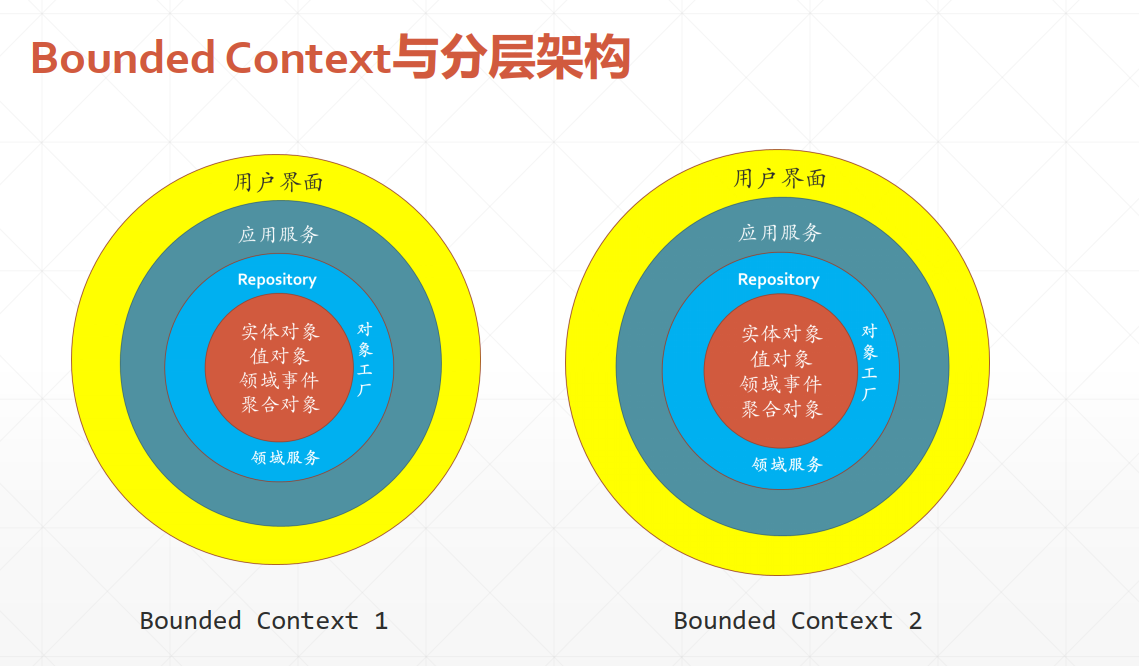 Bounded Context与分层架构
用户界面
应用服务
Repository
实体对象
值对象
领域事件
聚合对象
对象工厂
领域服务
Bounded Context 1
用户界面
应用服务
Repository
实体对象
值对象
领域事件
聚合对象
对象工厂
领域服务
Bounded Context 2